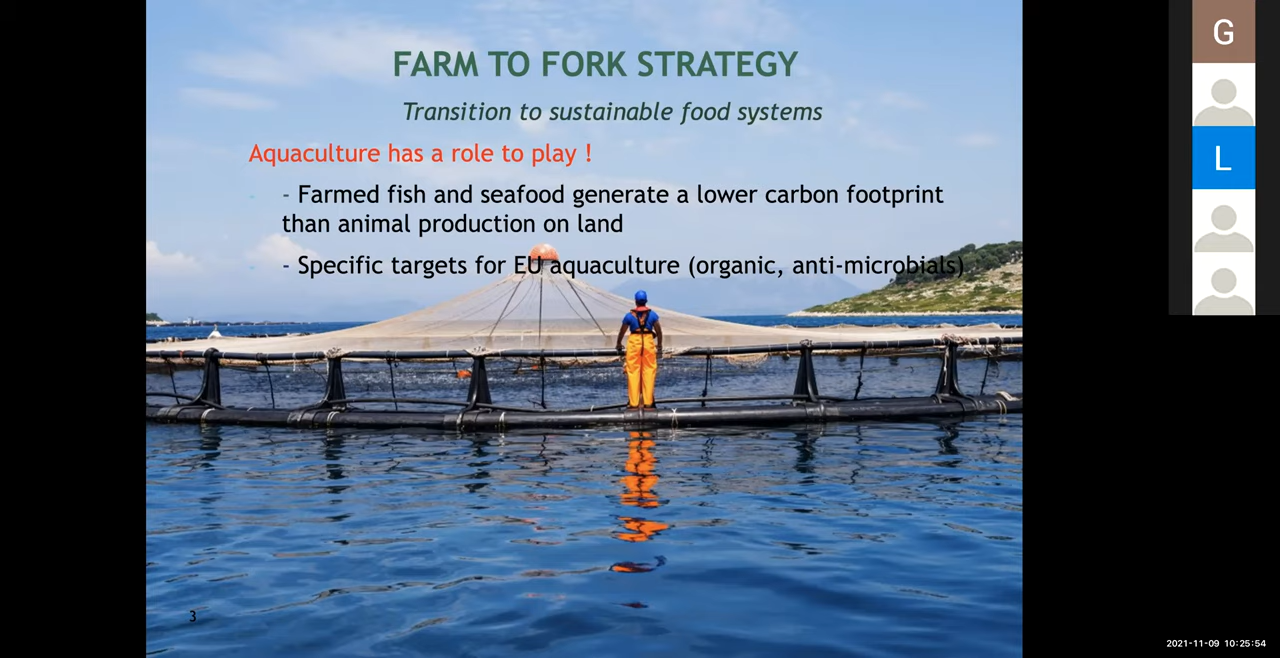 FARM TO FORK STRATEGY
Transition to sustainable food systems
Aquaculture has a role to play !
- Farmed fish and seafood generate a lower carbon footprint
than animal production on land
- Specific targets for EU aquaculture (organic, anti-microbials)
3
G
L
2021-11-09 10:25:54